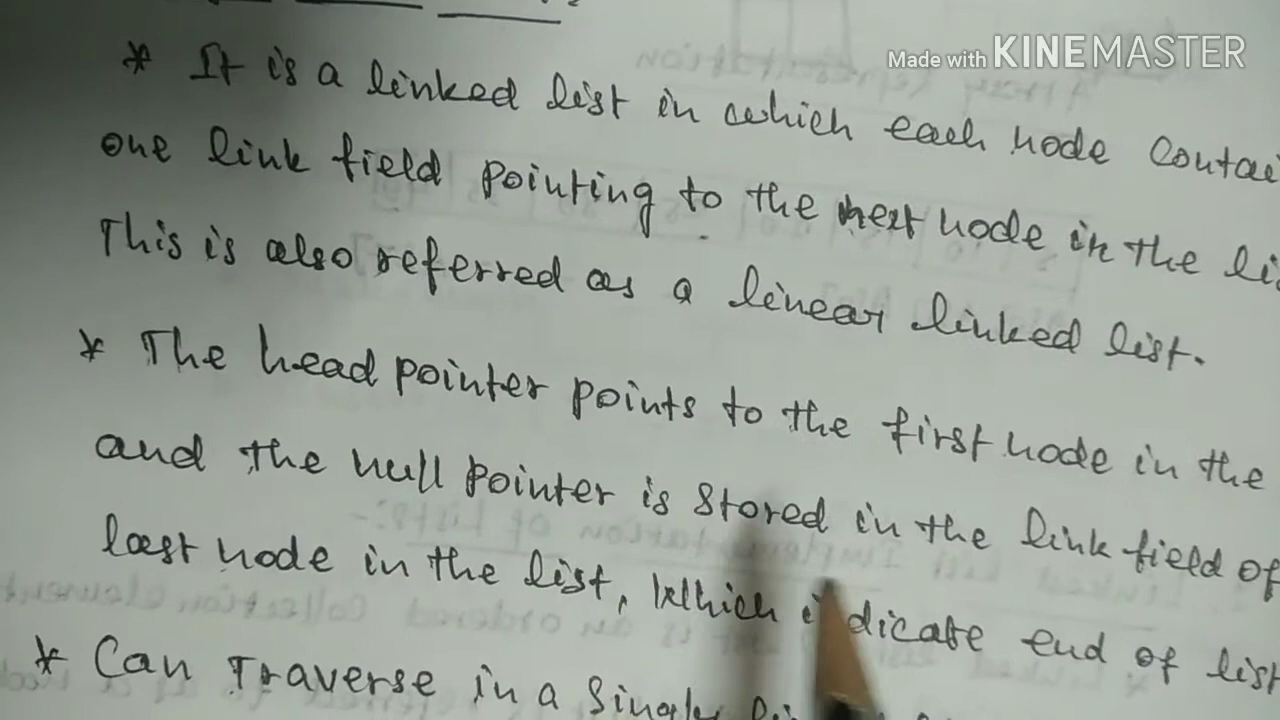 Made with KINEMASTER
* It is a linked list in which each node contai
one link field pointing to the next node in the li
This is also referred as a linear linked list.
* The head pointer points to the first node in the
and the null pointer is stored in the link field of
last node in the list, which i dicate end of list
* Can Traverse in a Single